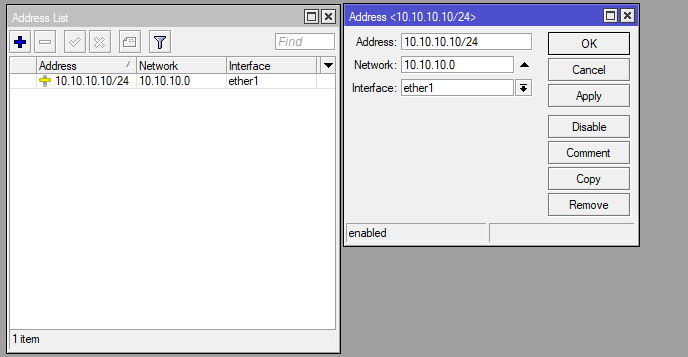 Address List
Find
Address Network Interface
10.10.10.10/24 10.10.10.0 ether1
1 item
Address <10.10.10.10/24>
Address: 10.10.10.10/24
Network: 10.10.10.0
Interface: ether1
OK
Cancel
Apply
Disable
Comment
Copy
Remove
enabled